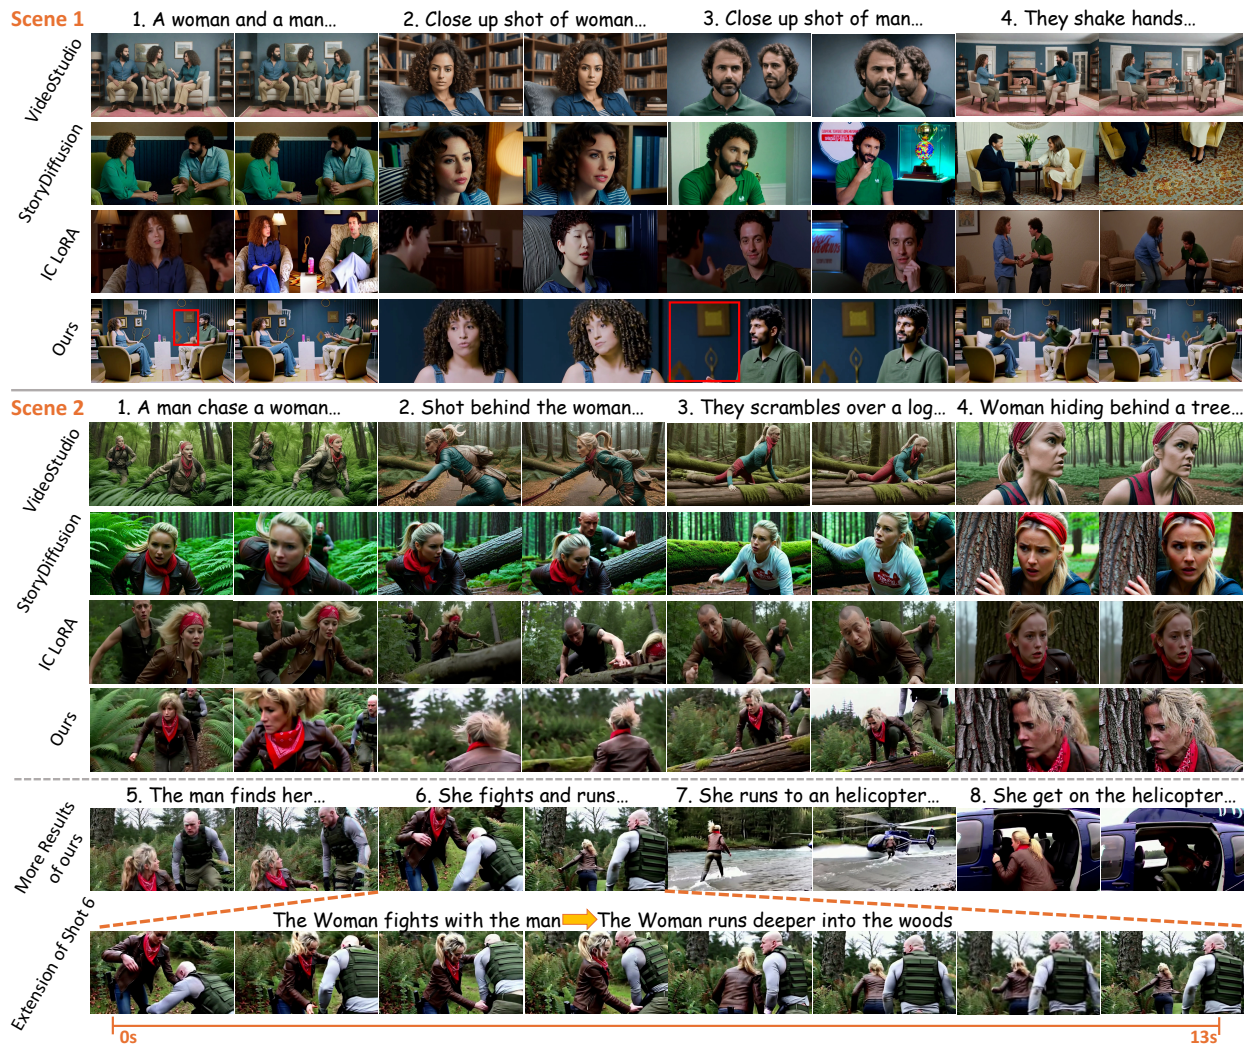 Scene 1
1. A woman and a man...
2. Close up shot of woman...
3. Close up shot of man...
4. They shake hands...
VideoStudio
StoryDiffusion
IC LoRA
Ours
Scene 2
1. A man chase a woman...
2. Shot behind the woman...
3. They scrambles over a log...
4. Woman hiding behind a tree...
VideoStudio
StoryDiffusion
IC LoRA
Ours
5. The man finds her...
6. She fights and runs...
7. She runs to an helicopter...
8. She get on the helicopter...
More Results
of ours
The Woman fights with the man
The Woman runs deeper into the woods
Extension of Shot 6
0s
13s